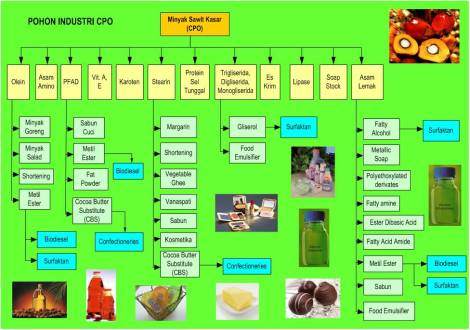 POHON INDUSTRI CPO
Minyak Sawit Kasar
(CPO)
Olein
Asam
Amino
PFAD
Vit. A,
E
Karoten
Stearin
Protein
Sel
Tunggal
Trigliserida,
Digliserida,
Monogliserida
Es
Krim
Lipase
Soap
Stock
Asam
Lemak
Minyak
Goreng
Minyak
Salad
Shortening
Metil
Ester
Biodiesel
Surfaktan
Sabun
Cuci
Metil
Ester
Biodiesel
Fat
Powder
Cocoa Butter
Substitute
(CBS)
Confectioneries
Margarin
Shortening
Vegetable
Ghee
Vanaspati
Sabun
Kosmetika
Cocoa Butter
Substitute
(CBS)
Confectioneries
Gliserol
Surfaktan
Food
Emulsifier
Fatty
Alcohol
Surfaktan
Metallic
Soap
Polyethoxylated
derivates
Fatty amine
Ester Dibasic Acid
Fatty Acid Amide
Metil Ester
Biodiesel
Surfaktan
Sabun
Food Emulsifier